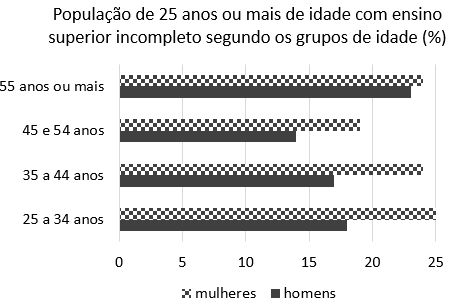 População de 25 anos ou mais de idade com ensino
superior incompleto segundo os grupos de idade (%)
55 anos ou mais
45 e 54 anos
35 a 44 anos
25 a 34 anos
0 5 10 15 20 25
mulheres homens